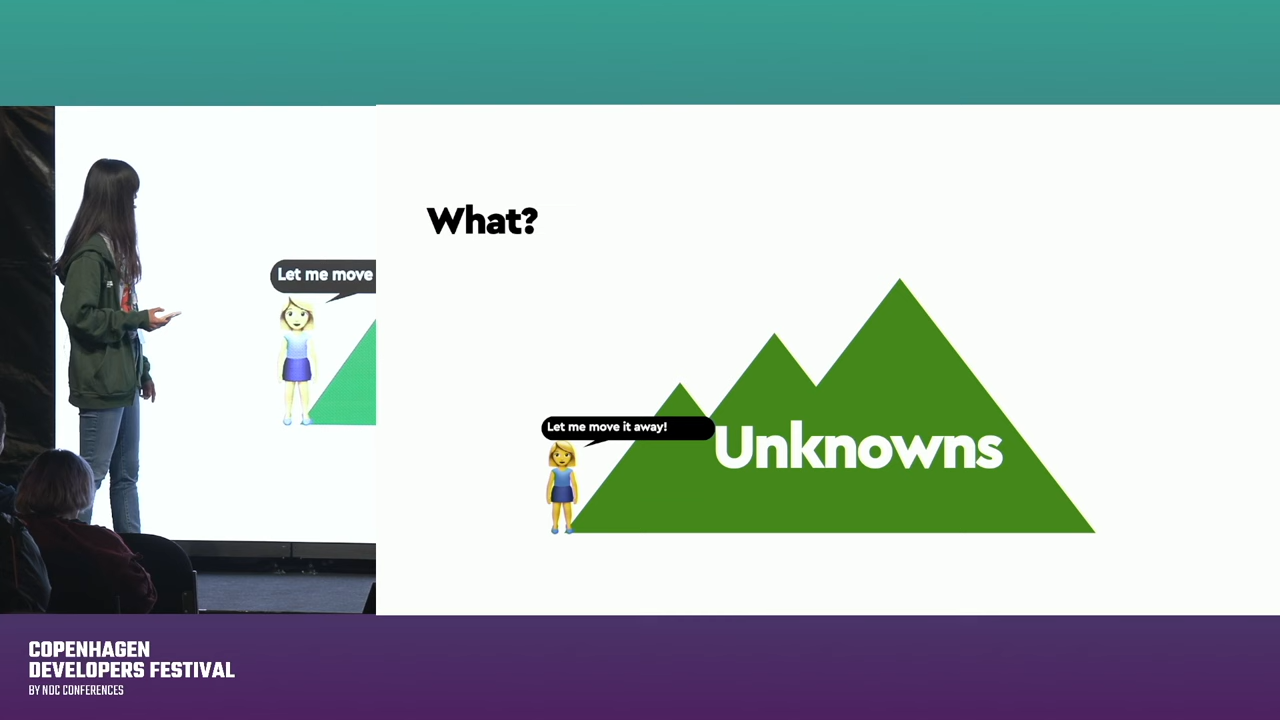 What?
Let me move
Let me move it away!
Unknowns
COPENHAGEN
DEVELOPERS FESTIVAL
BY NDC CONFERENCES